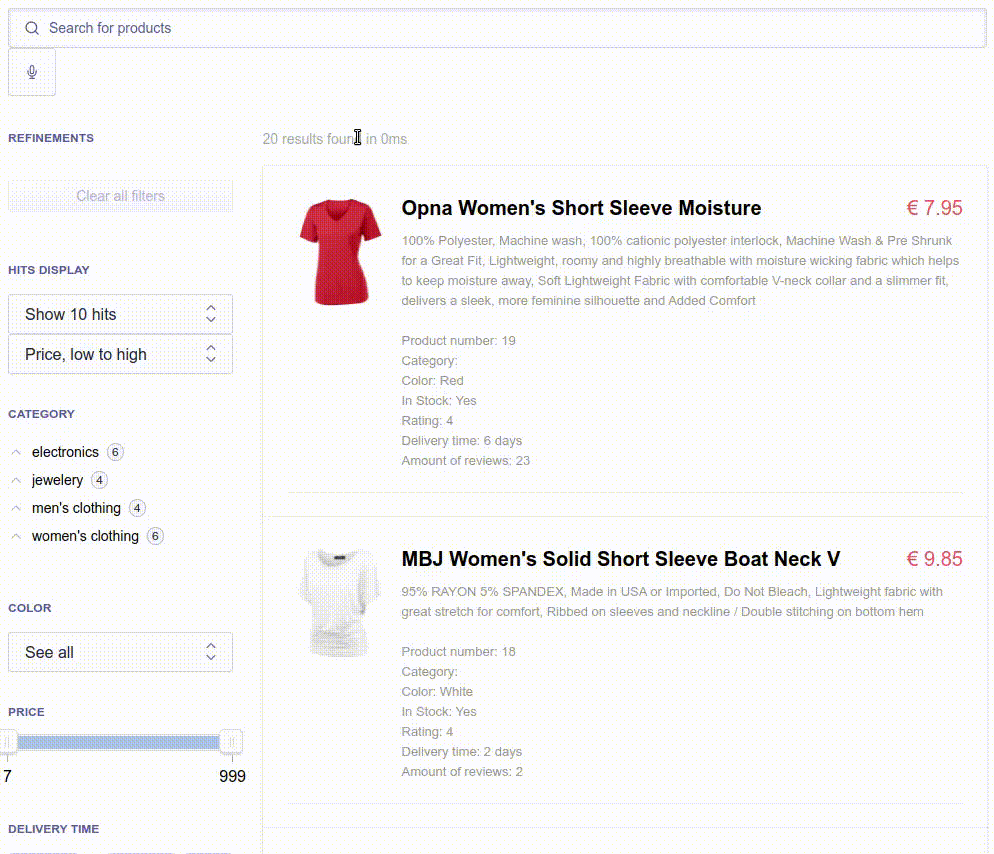 Search for products
REFINEMENTS
Clear all filters
HITS DISPLAY
Show 10 hits
Price, low to high
CATEGORY
electronics 6
jewelery 4
men's clothing 4
women's clothing 6
COLOR
See all
PRICE
7 999
DELIVERY TIME
20 results found in 0ms
Opna Women's Short Sleeve Moisture
€ 7.95
100% Polyester, Machine wash, 100% cationic polyester interlock, Machine Wash & Pre Shrunk
for a Great Fit, Lightweight, roomy and highly breathable with moisture wicking fabric which helps
to keep moisture away, Soft Lightweight Fabric with comfortable V-neck collar and a slimmer fit,
delivers a sleek, more feminine silhouette and Added Comfort
Product number: 19
Category:
Color: Red
In Stock: Yes
Rating: 4
Delivery time: 6 days
Amount of reviews: 23
MBJ Women's Solid Short Sleeve Boat Neck V
€ 9.85
95% RAYON 5% SPANDEX, Made in USA or Imported, Do Not Bleach, Lightweight fabric with
great stretch for comfort, Ribbed on sleeves and neckline / Double stitching on bottom hem
Product number: 18
Category:
Color: White
In Stock: Yes
Rating: 4
Delivery time: 2 days
Amount of reviews: 2